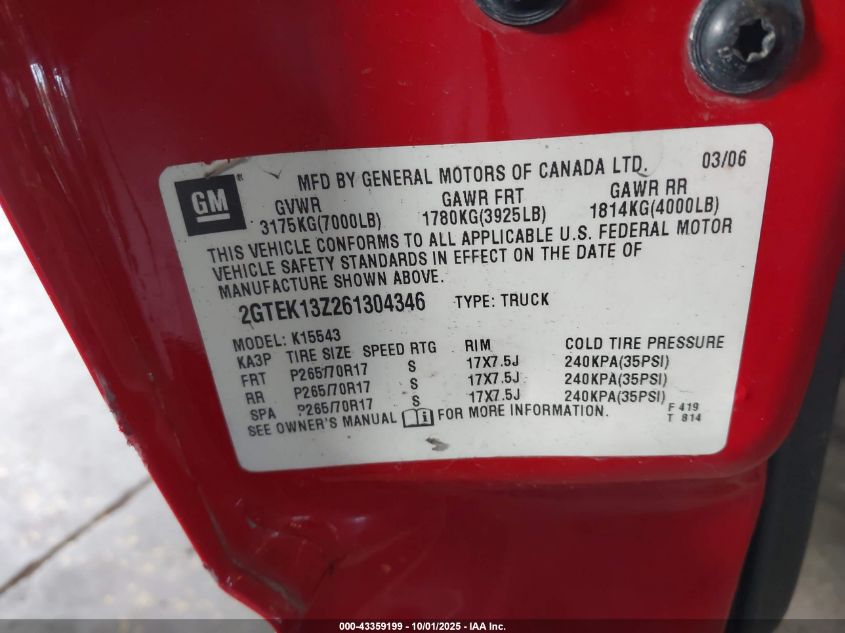 GM ®
MFD BY GENERAL MOTORS OF CANADA LTD. 03/06
GVWR GAWR FRT GAWR RR
3175KG(7000LB) 1780KG(3925LB) 1814KG(4000LB)
THIS VEHICLE CONFORMS TO ALL APPLICABLE U.S. FEDERAL MOTOR
VEHICLE SAFETY STANDARDS IN EFFECT ON THE DATE OF
MANUFACTURE SHOWN ABOVE.
2GTEK13Z261304346 TYPE: TRUCK
MODEL: K15543
KA3P TIRE SIZE SPEED RTG RIM COLD TIRE PRESSURE
FRT P265/70R17 S 17X7.5J 240KPA(35PSI)
RR P265/70R17 S 17X7.5J 240KPA(35PSI)
SPA P265/70R17 S 17X7.5J 240KPA(35PSI)
SEE OWNER'S MANUAL FOR MORE INFORMATION.
F 419
T 814
000-43359199 - 10/01/2025 - IAA Inc.